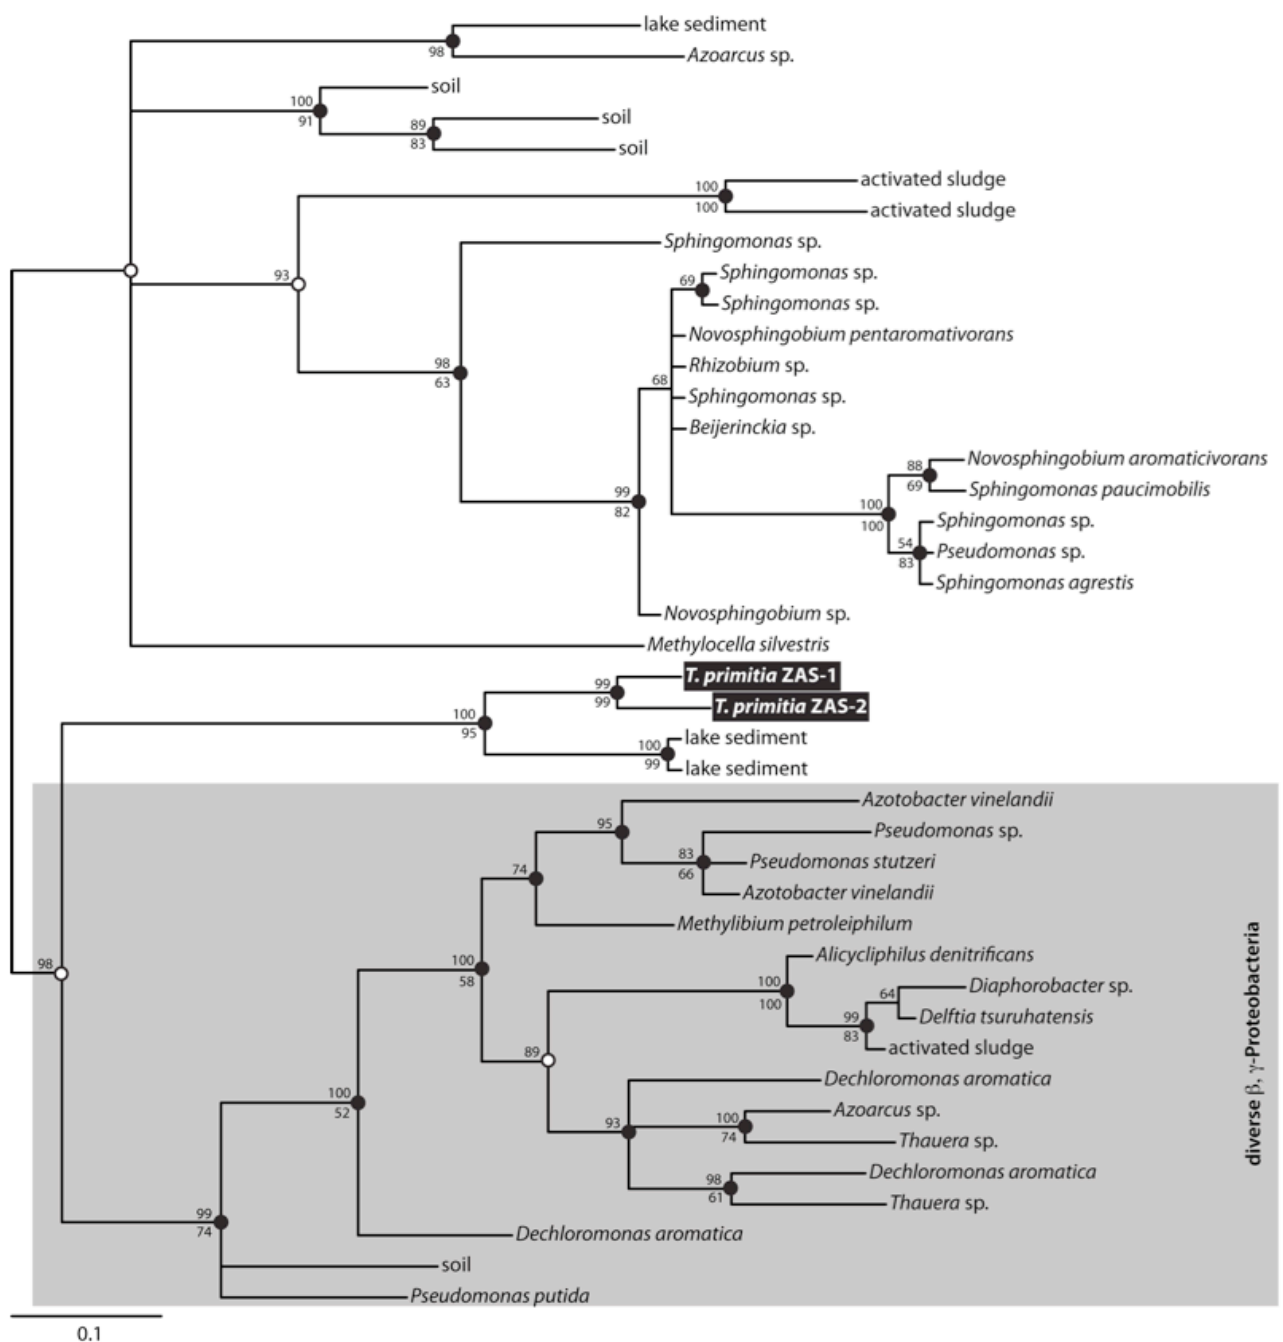 lake sediment
98
Azoarcus sp.
soil
100
91
soil
89
83
soil
activated sludge
100
100
activated sludge
Sphingomonas sp.
Sphingomonas sp.
69
Sphingomonas sp.
93
Novosphingobium pentaromativorans
Rhizobium sp.
98
63
68
Sphingomonas sp.
Beijerinckia sp.
Novosphingobium aromaticivorans
88
69
Sphingomonas paucimobilis
99
82
100
100
Sphingomonas sp.
54
83
Pseudomonas sp.
Sphingomonas agrestis
Novosphingobium sp.
Methylocella silvestris
T. primitia ZAS-1
99
99
T. primitia ZAS-2
100
95
lake sediment
100
99
lake sediment
Azotobacter vinelandii
95
Pseudomonas sp.
83
66
Pseudomonas stutzeri
74
Azotobacter vinelandii
Methylibium petroleiphilum
Alicycliphilus denitrificans
100
58
100
100
Diaphorobacter sp.
64
98
Delftia tsuruhatensis
99
83
activated sludge
89
Dechloromonas aromatica
100
52
Azoarcus sp.
93
100
74
Thauera sp.
Dechloromonas aromatica
98
61
Thauera sp.
99
74
Dechloromonas aromatica
soil
Pseudomonas putida
diverse β, γ-Proteobacteria
0.1